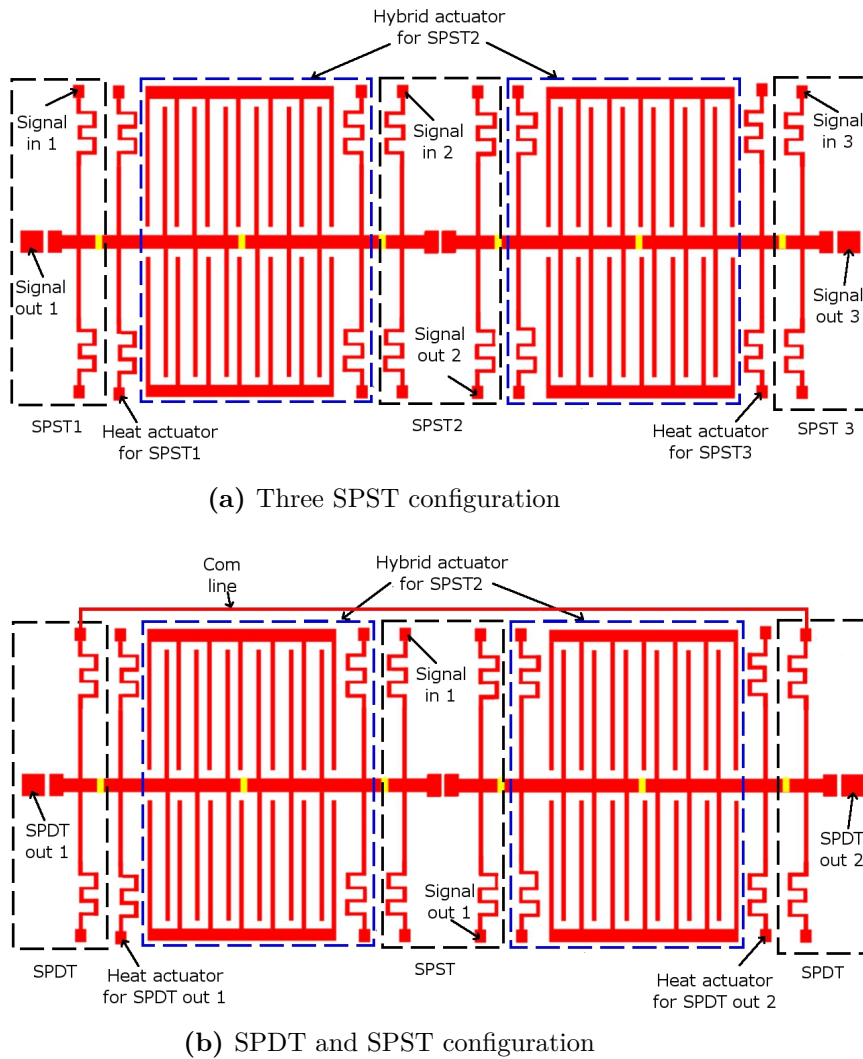 Hybrid actuator
for SPST2
Signal
in 1
Signal
in 2
Signal
in 3
Signal
out 1
Signal
out 2
Signal
out 3
SPST1
Heat actuator
for SPST1
SPST2
Heat actuator
for SPST3
SPST 3
(a) Three SPST configuration
Com
line
Hybrid actuator
for SPST2
Signal
in 1
SPDT
out 1
SPDT
out 2
Signal
out 1
SPDT
Heat actuator
for SPDT out 1
SPST
Heat actuator
for SPDT out 2
SPDT
(b) SPDT and SPST configuration